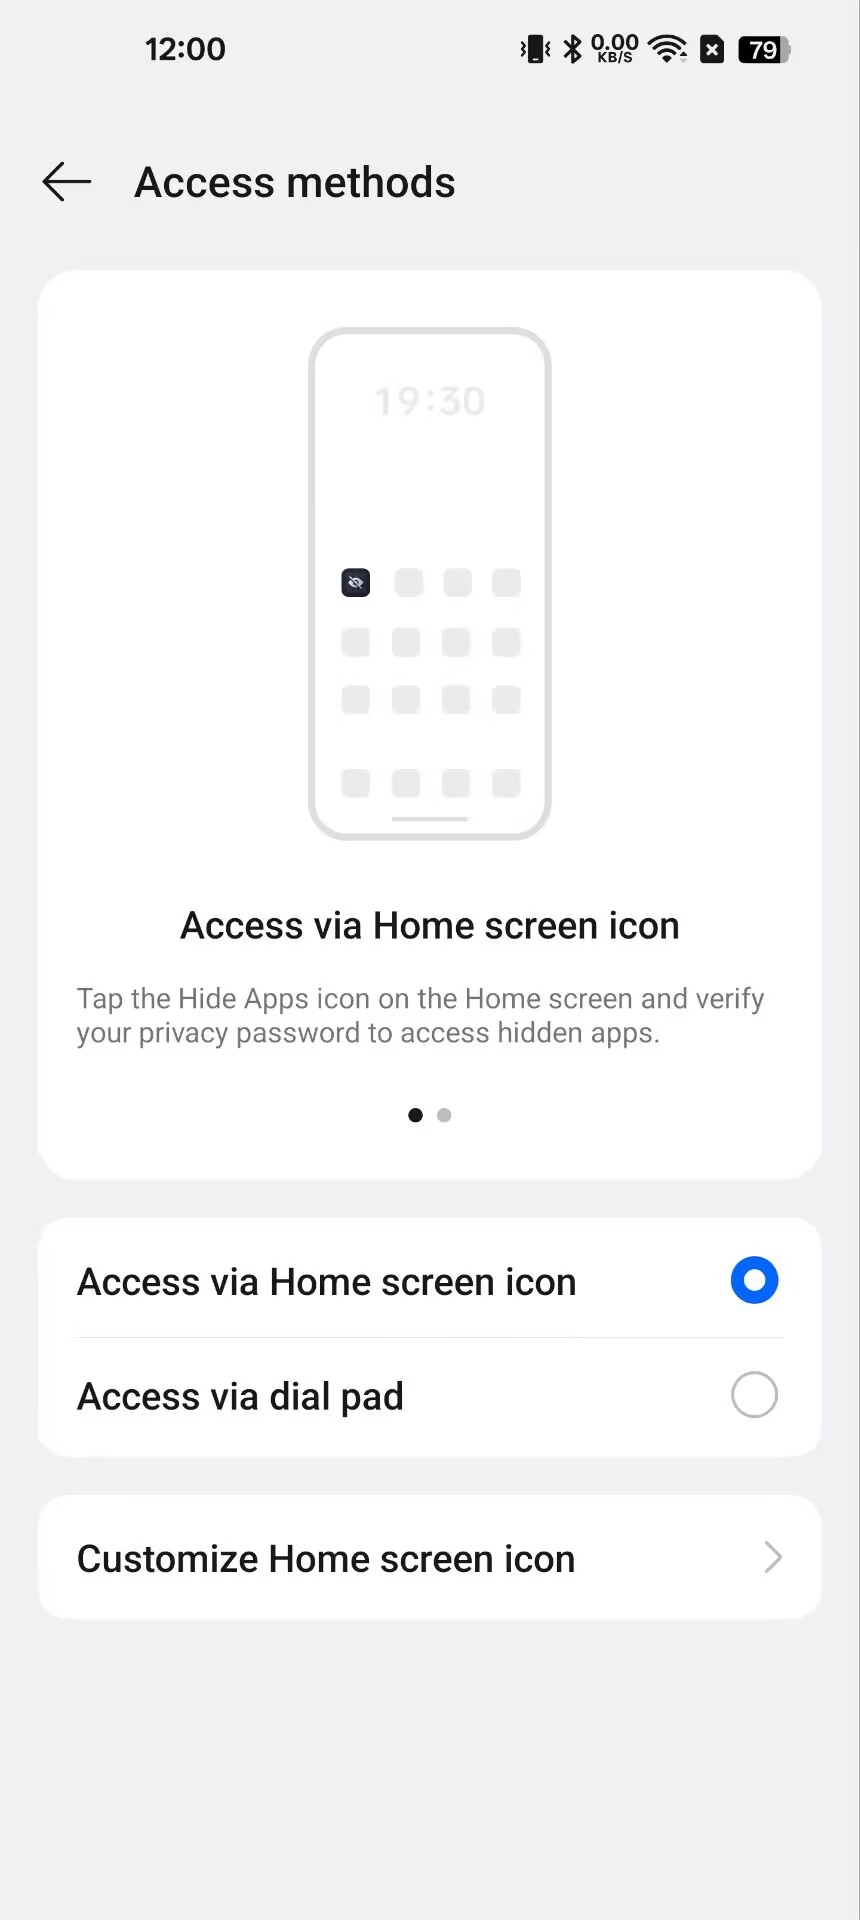 12:00
0.00
KB/S
79
Access methods
19:30
Access via Home screen icon
Tap the Hide Apps icon on the Home screen and verify
your privacy password to access hidden apps.
Access via Home screen icon
Access via dial pad
Customize Home screen icon